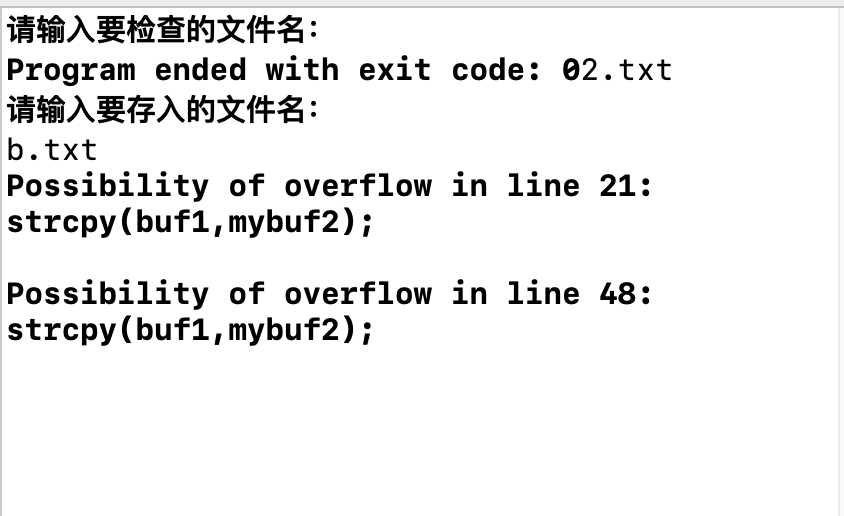 请输入要检查的文件名：
Program ended with exit code: 02.txt
请输入要存入的文件名：
b.txt
Possibility of overflow in line 21:
strcpy(buf1,mybuf2);
Possibility of overflow in line 48:
strcpy(buf1,mybuf2);